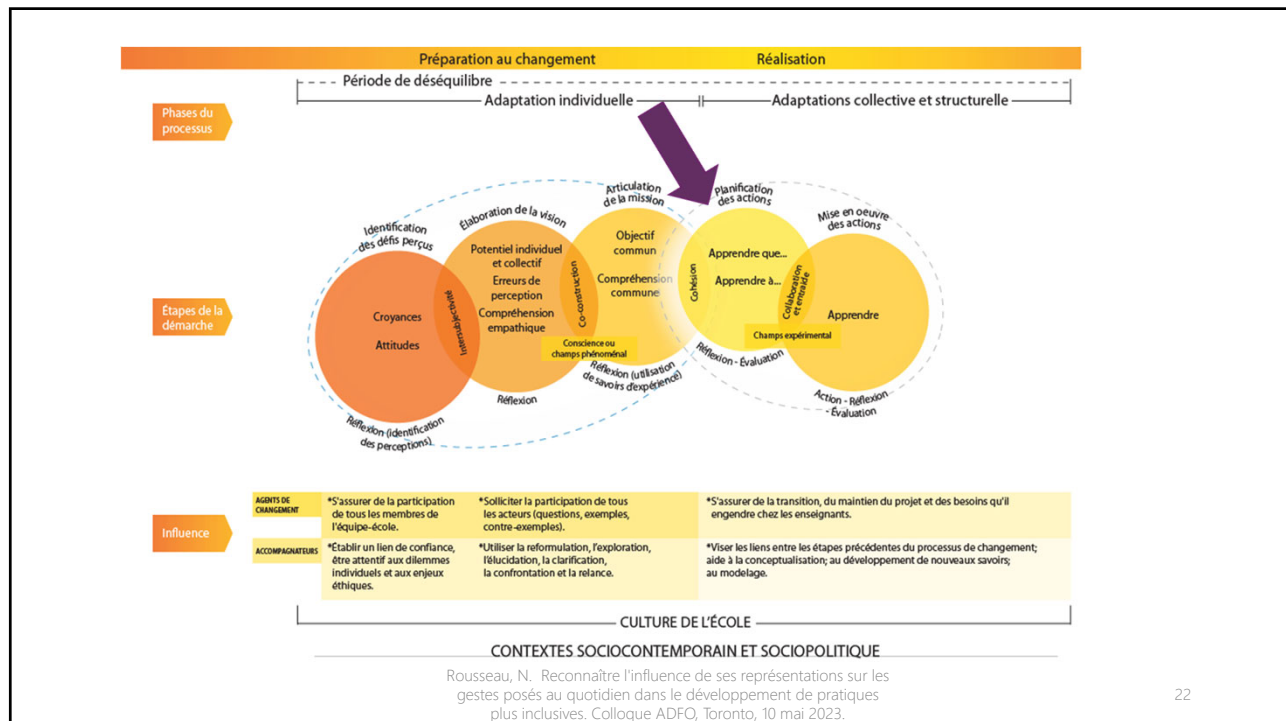 Préparation au changement
Réalisation
Période de déséquilibre
Adaptation individuelle
Adaptations collective et structurelle
Phases du
processus
Étapes de la
démarche
Identification
des défis perçus
Croyances
Attitudes
Réflexion (identification
des perceptions)
Intersubjectivité
Élaboration de la vision
Potentiel individuel
et collectif
Erreurs de
perception
Compréhension
empathique
Réflexion
Co-construction
Conscience ou
champs phénoménal
Articulation
de la mission
Objectif
commun
Compréhension
commune
Réflexion (utilisation
de savoirs d'expérience)
Cohésion
Planification
des actions
Apprendre que...
Apprendre à...
Réflexion - Évaluation
Collaboration
et entraide
Champs expérimental
Mise en oeuvre
des actions
Apprendre
Action - Réflexion
- Évaluation
Influence
AGENTS DE
CHANGEMENT
*S'assurer de la participation
de tous les membres de
l'équipe-école.
*Solliciter la participation de tous
les acteurs (questions, exemples,
contre-exemples).
*S'assurer de la transition, du maintien du projet et des besoins qu'il
engendre chez les enseignants.
ACCOMPAGNATEURS
*Établir un lien de confiance,
être attentif aux dilemmes
individuels et aux enjeux
éthiques.
*Utiliser la reformulation, l'exploration,
l'élucidation, la clarification,
la confrontation et la relance.
*Viser les liens entre les étapes précédentes du processus de changement;
aide à la conceptualisation; au développement de nouveaux savoirs;
au modelage.
CULTURE DE L'ÉCOLE
CONTEXTES SOCIOCONTEMPORAIN ET SOCIOPOLITIQUE
Rousseau, N. Reconnaître l'influence de ses représentations sur les
gestes posés au quotidien dans le développement de pratiques
plus inclusives. Colloque ADFO, Toronto, 10 mai 2023.
22